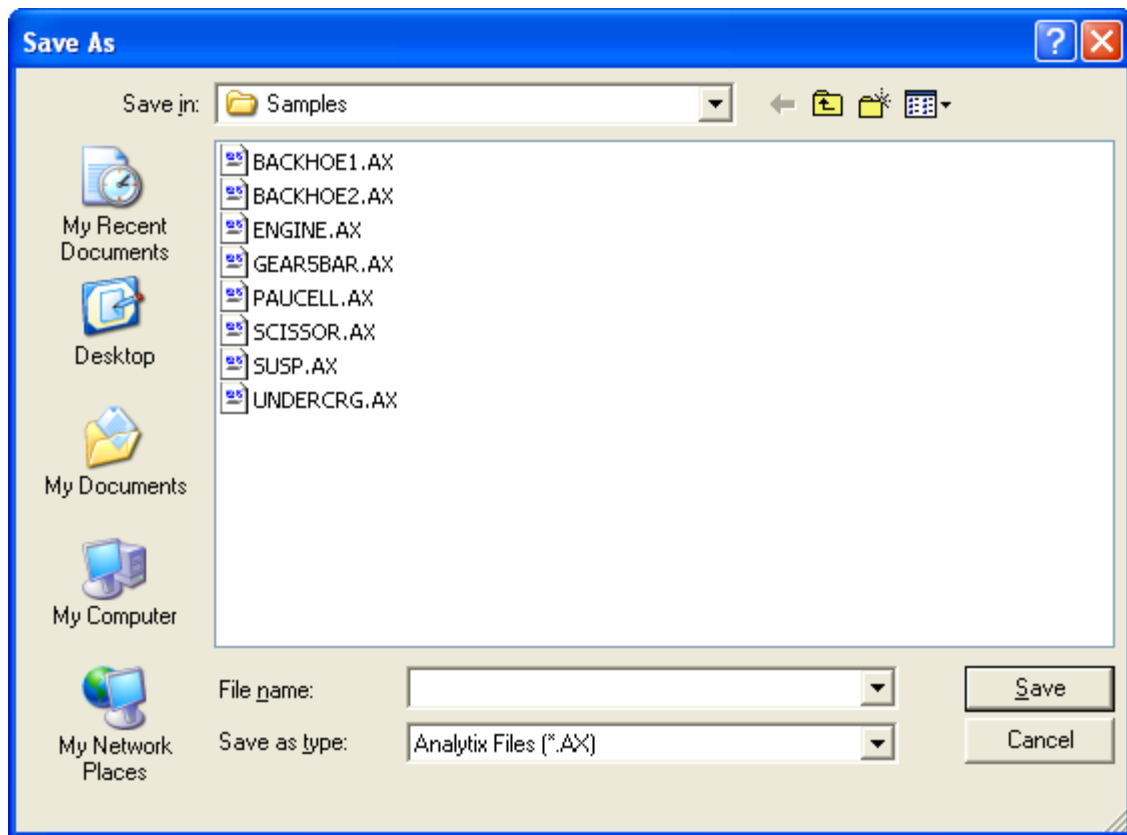 Save As
Save in: Samples
My Recent
Documents
Desktop
My Documents
My Computer
My Network
Places
BACKHOE1.AX
BACKHOE2.AX
ENGINE.AX
GEAR5BAR.AX
PAUCELL.AX
SCISSOR.AX
SUSP.AX
UNDERCRG.AX
File name:
Save
Save as type: Analytix Files (*.AX)
Cancel